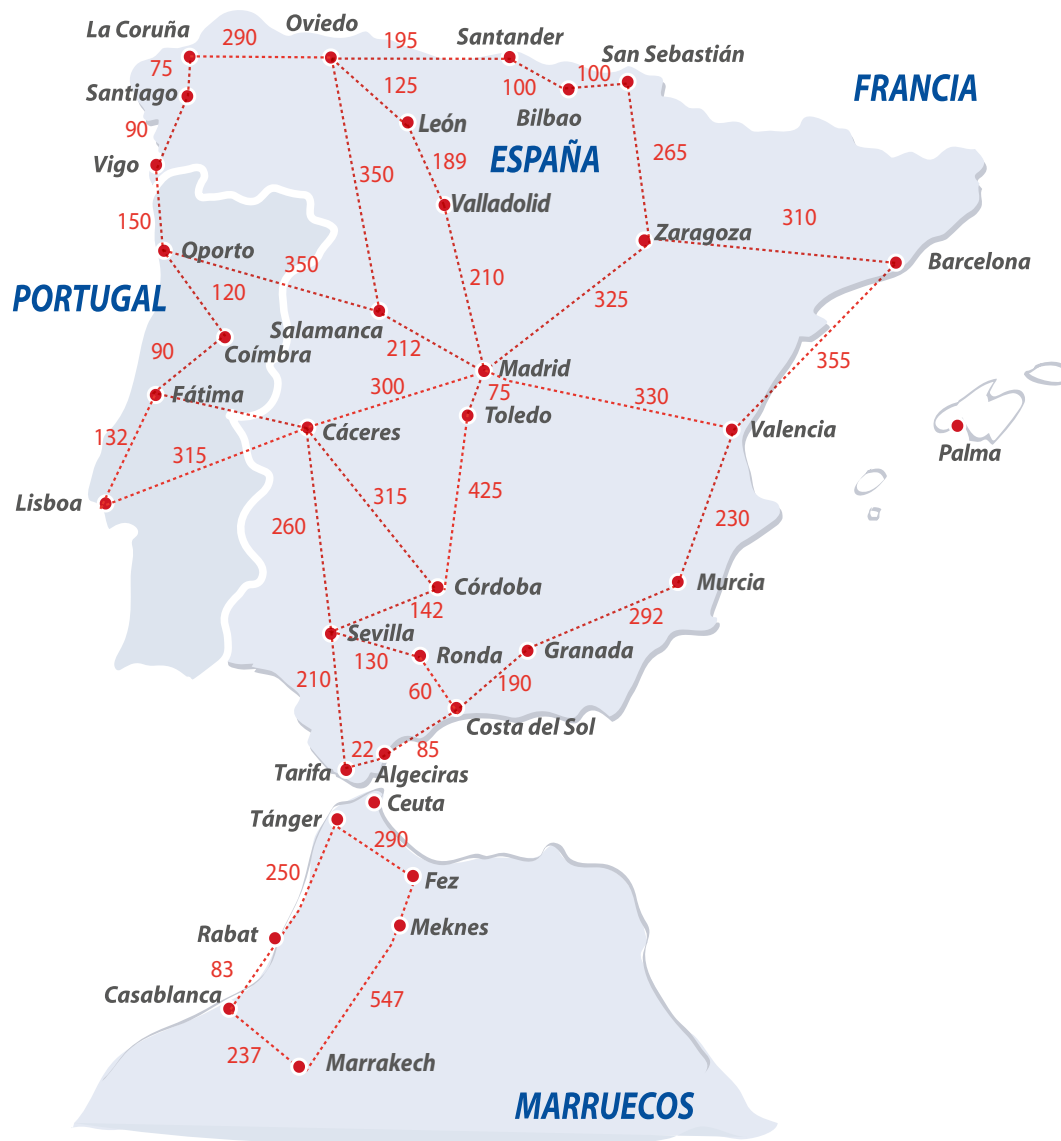 La Coruña
290
Oviedo
195
Santander
San Sebastián
75
100
100
FRANCIA
Santiago
125
Bilbao
90
León
ESPAÑA
Vigo
189
265
350
Valladolid
150
310
Zaragoza
Oporto
350
Barcelona
PORTUGAL
120
210
325
Salamanca
Coímbra
212
90
Madrid
355
300
75
330
Fátima
Toledo
Cáceres
Valencia
132
Palma
315
315
425
Lisboa
260
230
Córdoba
Murcia
142
292
Sevilla
130
Ronda
Granada
210
60
190
Costa del Sol
22
85
Tarifa
Algeciras
Ceuta
Tánger
290
250
Fez
Rabat
Meknes
83
Casablanca
547
237
Marrakech
MARRUECOS